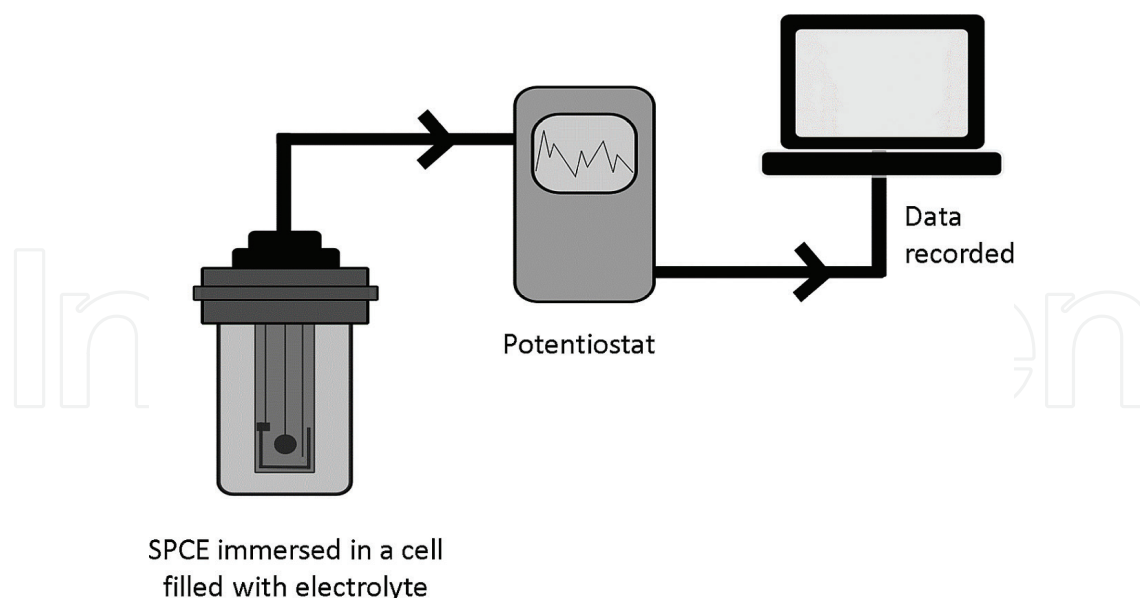 Data
recorded
Potentiostat
SPCE immersed in a cell
filled with electrolyte